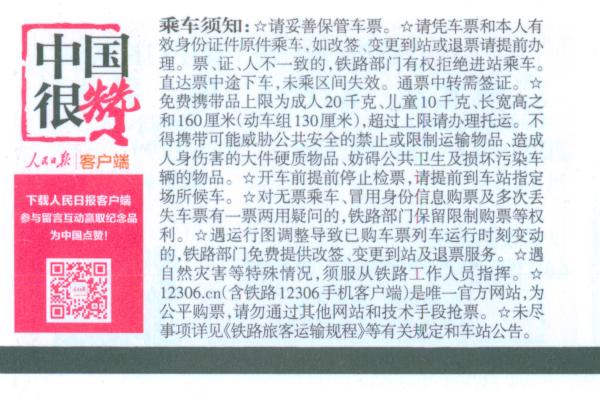 中国
很赞
人民日报 客户端
下载人民日报客户端
参与留言互动赢取纪念品
为中国点赞！
乘车须知：☆请妥善保管车票。☆请凭车票和本人有
效身份证件原件乘车，如改签、变更到站或退票请提前办
理。票、证、人不一致的，铁路部门有权拒绝进站乘车。
直达票中途下车，未乘区间失效。通票中转需签证。☆
免费携带品上限为成人20千克、儿童10千克、长宽高之
和160厘米（动车组130厘米），超过上限请办理托运。不
得携带可能威胁公共安全的禁止或限制运输物品、造成
人身伤害的大件硬质物品、妨碍公共卫生及损坏污染车
辆的物品。☆开车前提前停止检票，请提前到车站指定
场所候车。☆对无票乘车、冒用身份信息购票及多次丢
失车票有一票两用疑问的，铁路部门保留限制购票等权
利。☆遇运行图调整导致已购车票列车运行时刻变动
的，铁路部门免费提供改签、变更到站及退票服务。☆遇
自然灾害等特殊情况，须服从铁路工作人员指挥。☆
12306.cn（含铁路12306手机客户端）是唯一官方网站，为
公平购票，请勿通过其他网站和技术手段抢票。☆未尽
事项详见《铁路旅客运输规程》等有关规定和车站公告。